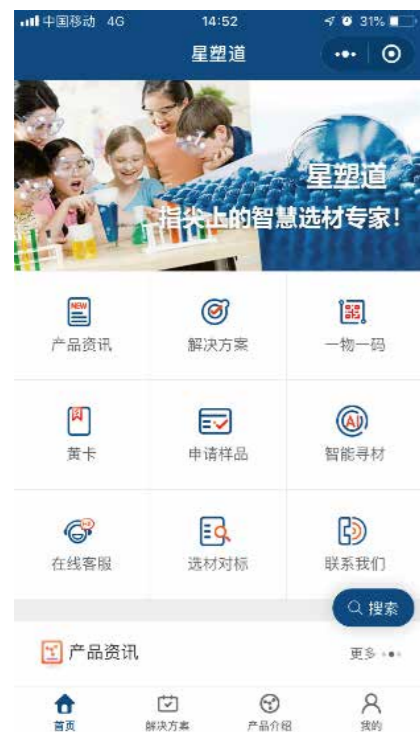 中国移动 4G 14:52 31%
星塑道
星塑道
指尖上的智慧选材专家!
NEW
产品资讯 解决方案 一物一码
黄卡 申请样品 智能寻材
在线客服 选材对标 联系我们
搜索
产品资讯 更多
首页 解决方案 产品介绍 我的